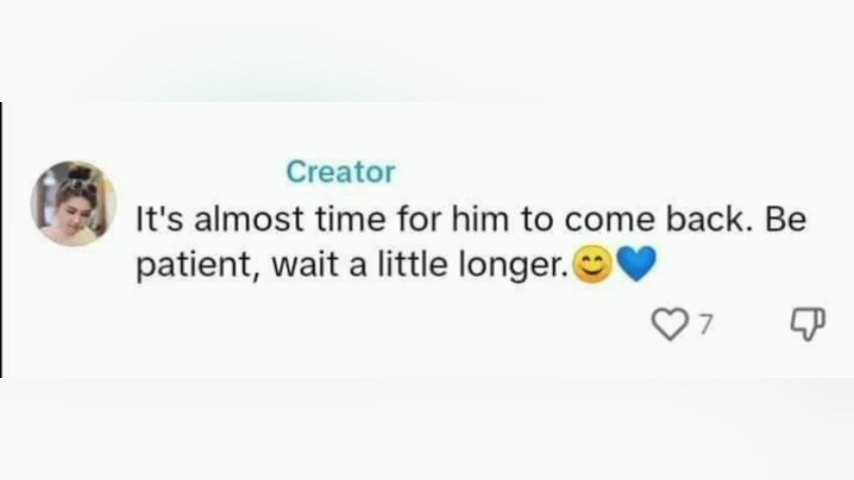 Creator
It's almost time for him to come back. Be
patient, wait a little longer.😊💙
7